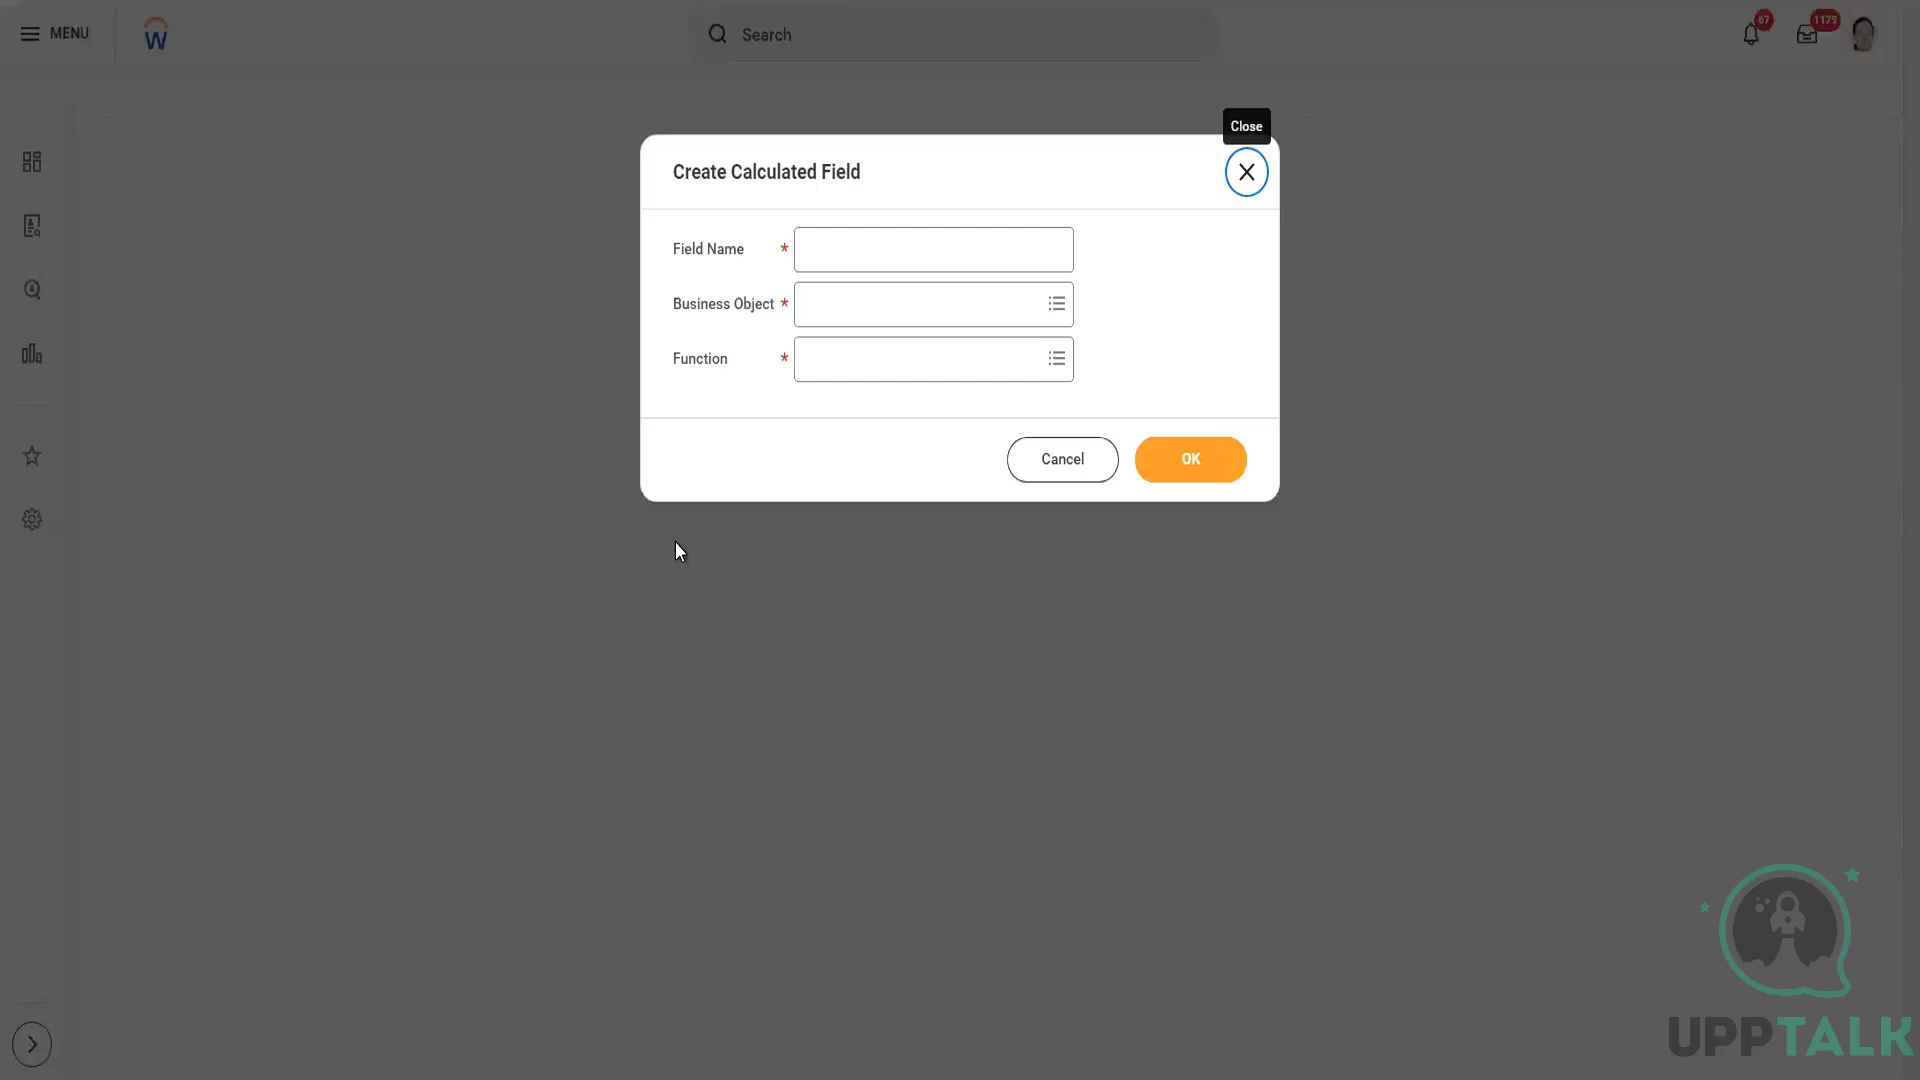 MENU
W
Search
67
1179
Close
Create Calculated Field
Field Name *
Business Object *
Function *
Cancel
OK
UPPTALK